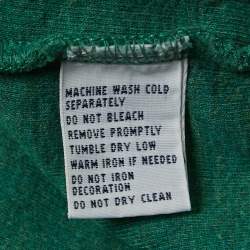 MACHINE WASH COLD
SEPARATELY
DO NOT BLEACH
REMOVE PROMPTLY
TUMBLE DRY LOW
WARM IRON IF NEEDED
DO NOT IRON
DECORATION
DO NOT DRY CLEAN